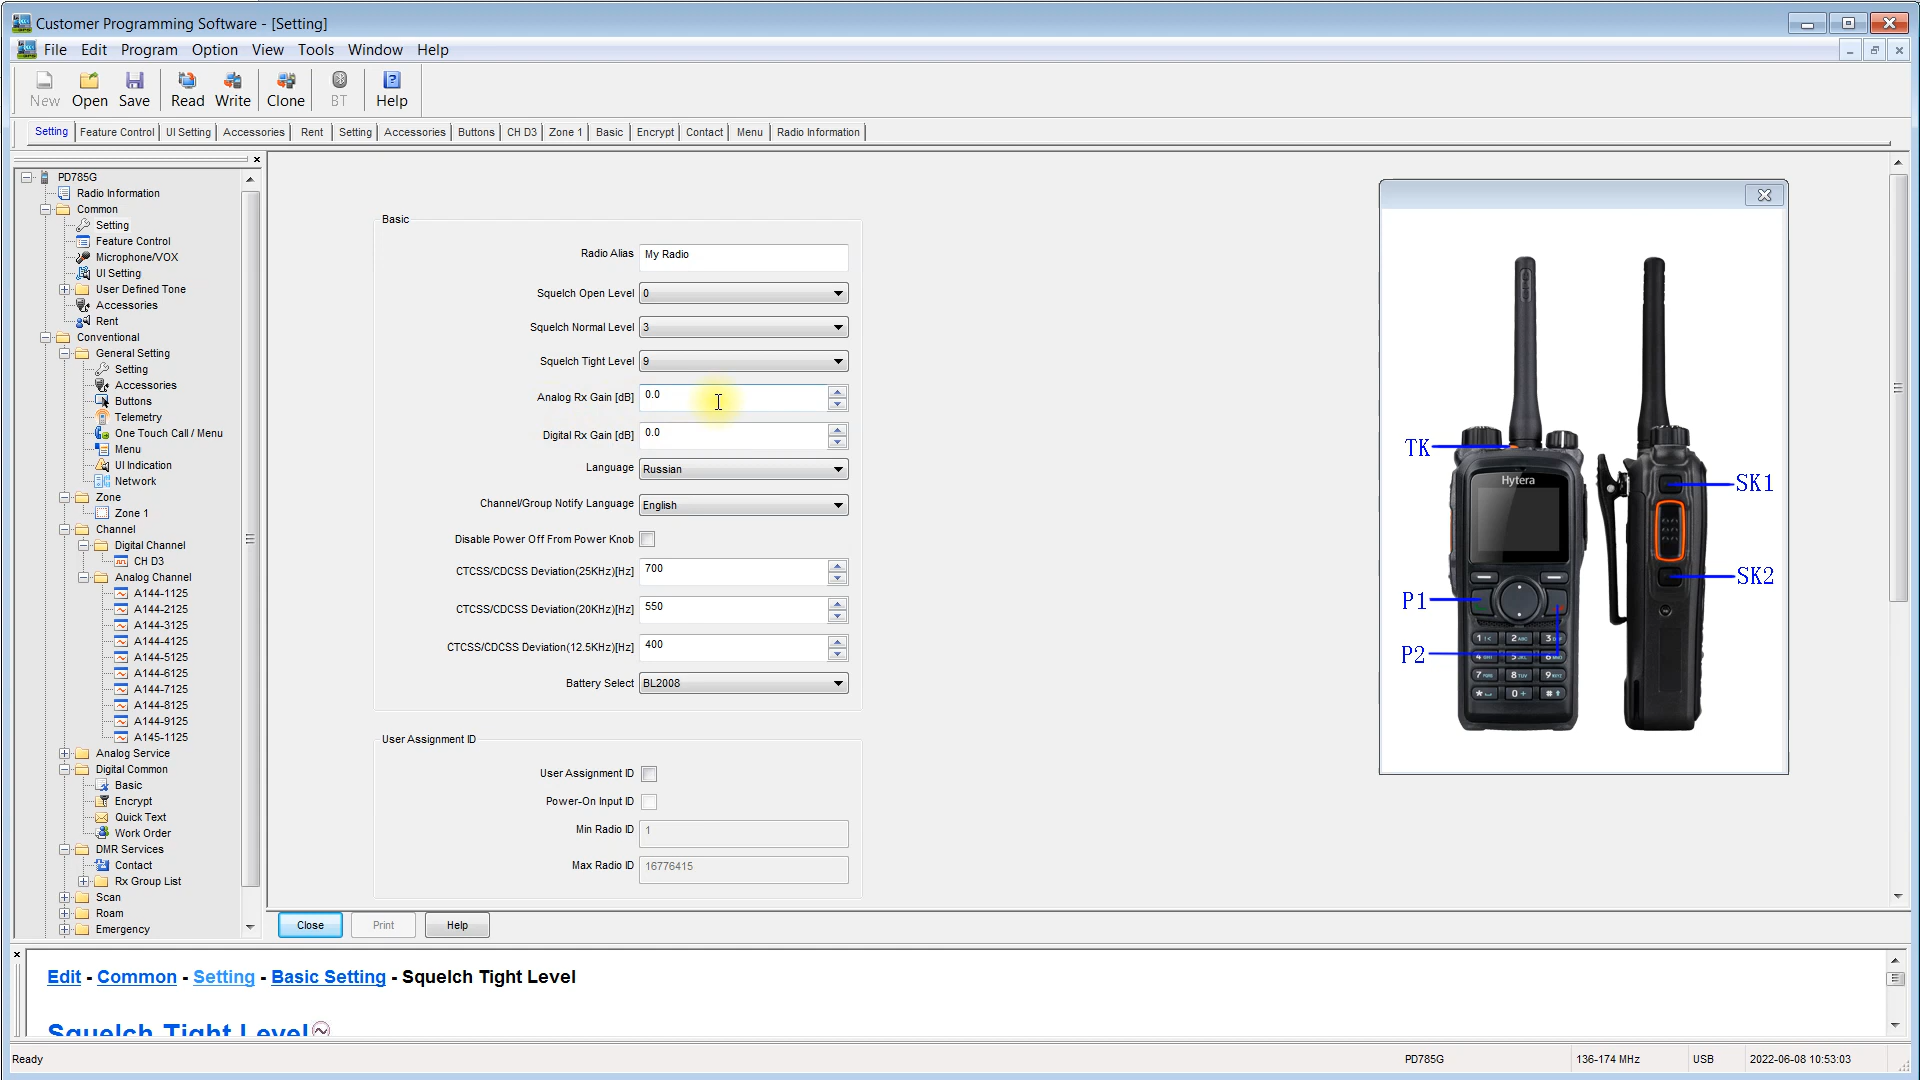 Customer Programming Software - [Setting]
File Edit Program Option View Tools Window Help
New Open Save Read Write Clone BT Help
Setting Feature Control UI Setting Accessories Rent Setting Accessories Buttons CH D3 Zone 1 Basic Encrypt Contact Menu Radio Information
PD785G
Radio Information
Common
Setting
Feature Control
Microphone/VOX
UI Setting
User Defined Tone
Accessories
Rent
Conventional
General Setting
Setting
Accessories
Buttons
Telemetry
One Touch Call / Menu
Menu
UI Indication
Network
Zone
Zone 1
Channel
Digital Channel
CH D3
Analog Channel
A144-1125
A144-2125
A144-3125
A144-4125
A144-5125
A144-6125
A144-7125
A144-8125
A144-9125
A145-1125
Analog Service
Digital Common
Basic
Encrypt
Quick Text
Work Order
DMR Services
Contact
Rx Group List
Scan
Roam
Emergency
Basic
Radio Alias My Radio
Squelch Open Level 0
Squelch Normal Level 3
Squelch Tight Level 9
Analog Rx Gain [dB] 0.0
Digital Rx Gain [dB] 0.0
Language Russian
Channel/Group Notify Language English
Disable Power Off From Power Knob
CTCSS/CDCSS Deviation(25KHz)[Hz] 700
CTCSS/CDCSS Deviation(20KHz)[Hz] 550
CTCSS/CDCSS Deviation(12.5KHz)[Hz] 400
Battery Select BL2008
User Assignment ID
User Assignment ID
Power-On Input ID
Min Radio ID 1
Max Radio ID 16776415
TK
Hytera
SK1
SK2
P1
P2
Close Print Help
Edit - Common - Setting - Basic Setting - Squelch Tight Level
Squelch Tight Level
Ready PD785G 136-174 MHz USB 2022-06-08 10:53:03